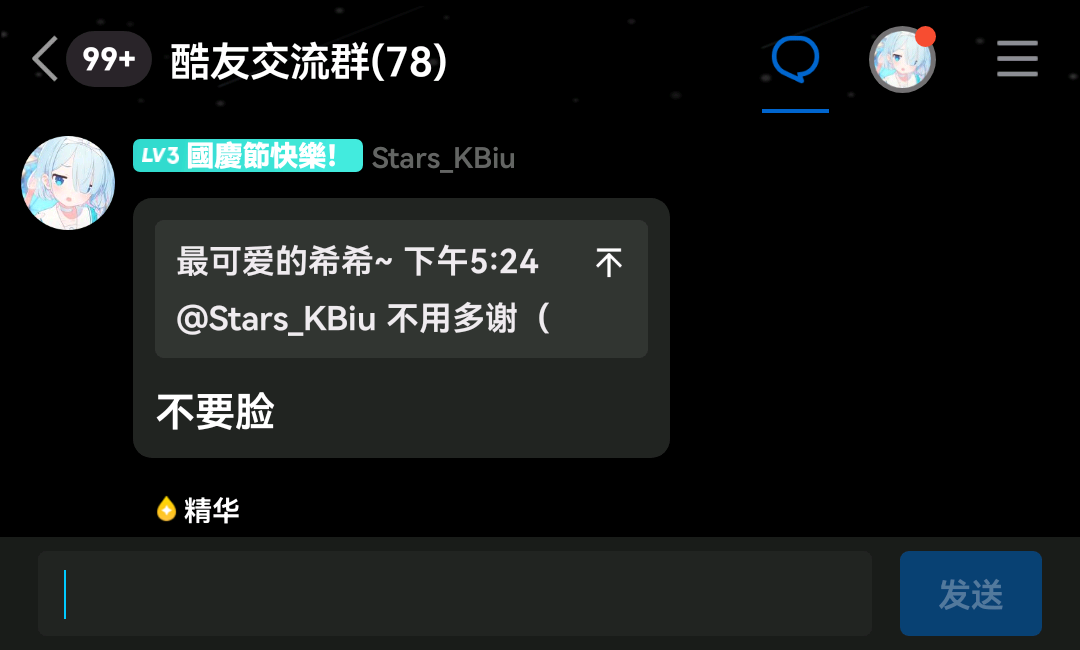 99+ 酷友交流群(78)
LV3 國慶節快樂! Stars_KBiu
最可爱的希希~ 下午5:24
@Stars_KBiu 不用多谢（
不要脸
精华
发送